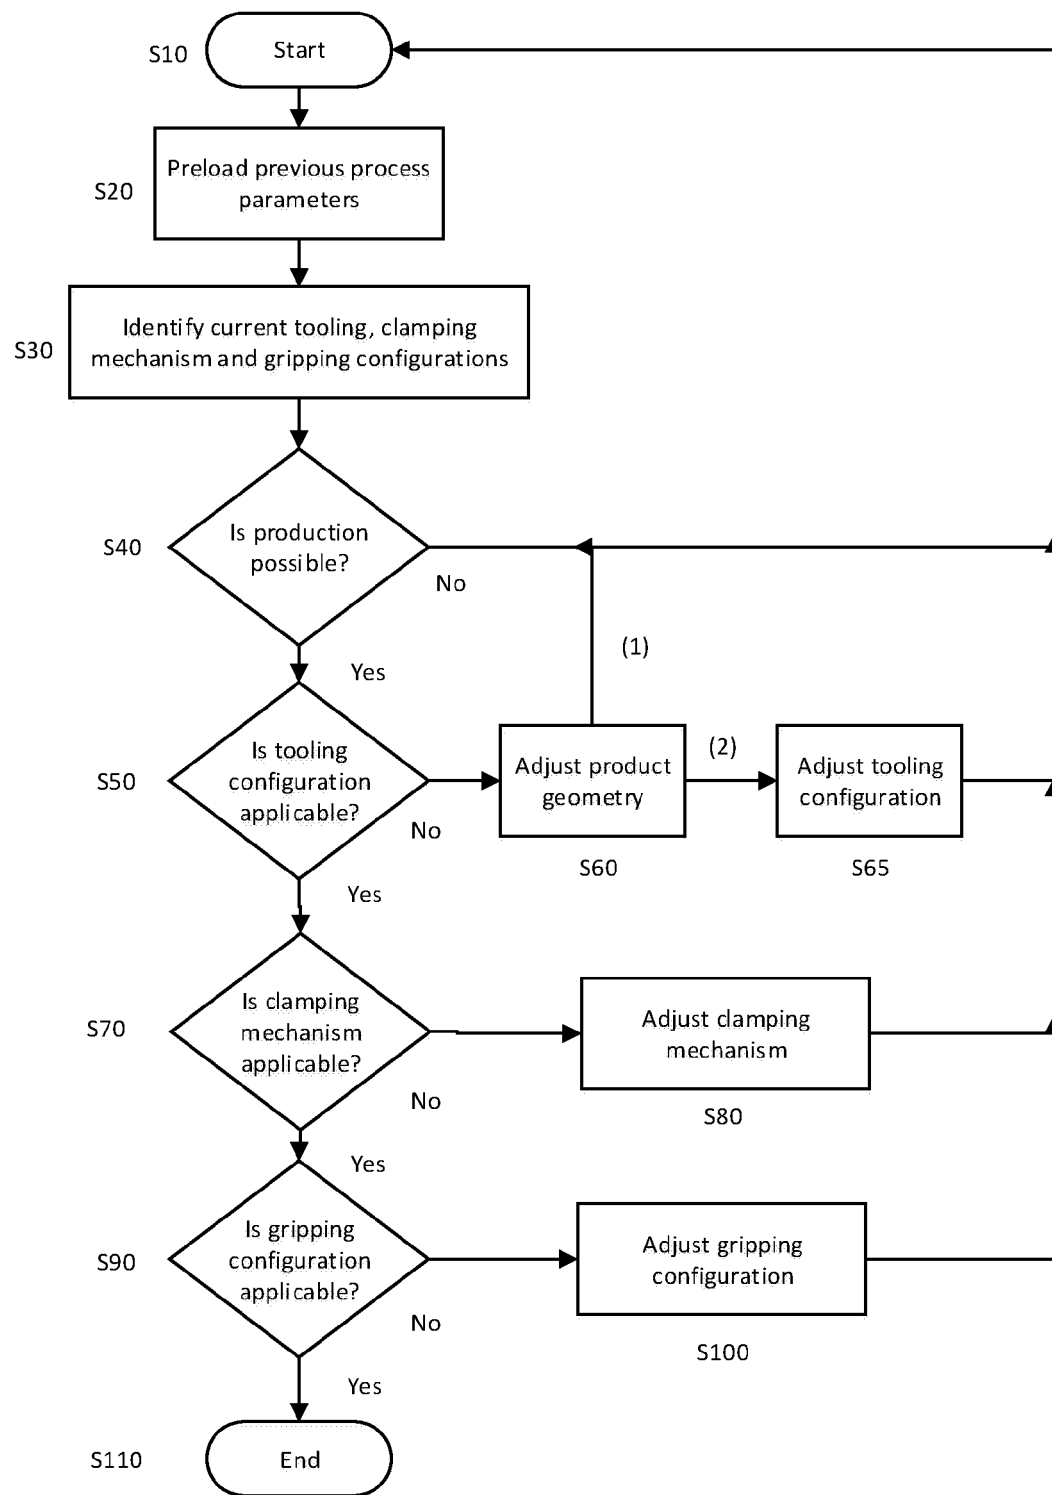 S10
Start
S20
Preload previous process
parameters
S30
Identify current tooling, clamping
mechanism and gripping configurations
S40
Is production
possible?
No
Yes
(1)
S50
Is tooling
configuration
applicable?
No
Yes
Adjust product
geometry
S60
(2)
Adjust tooling
configuration
S65
S70
Is clamping
mechanism
applicable?
No
Yes
Adjust clamping
mechanism
S80
S90
Is gripping
configuration
applicable?
No
Yes
Adjust gripping
configuration
S100
S110
End